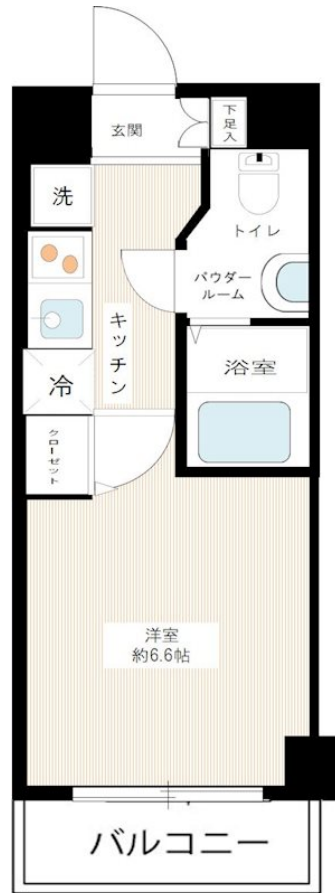 玄関
下足入
洗
トイレ
パウダー
ルーム
キッチン
浴室
冷
クローゼット
洋室
約6.6帖
バルコニー